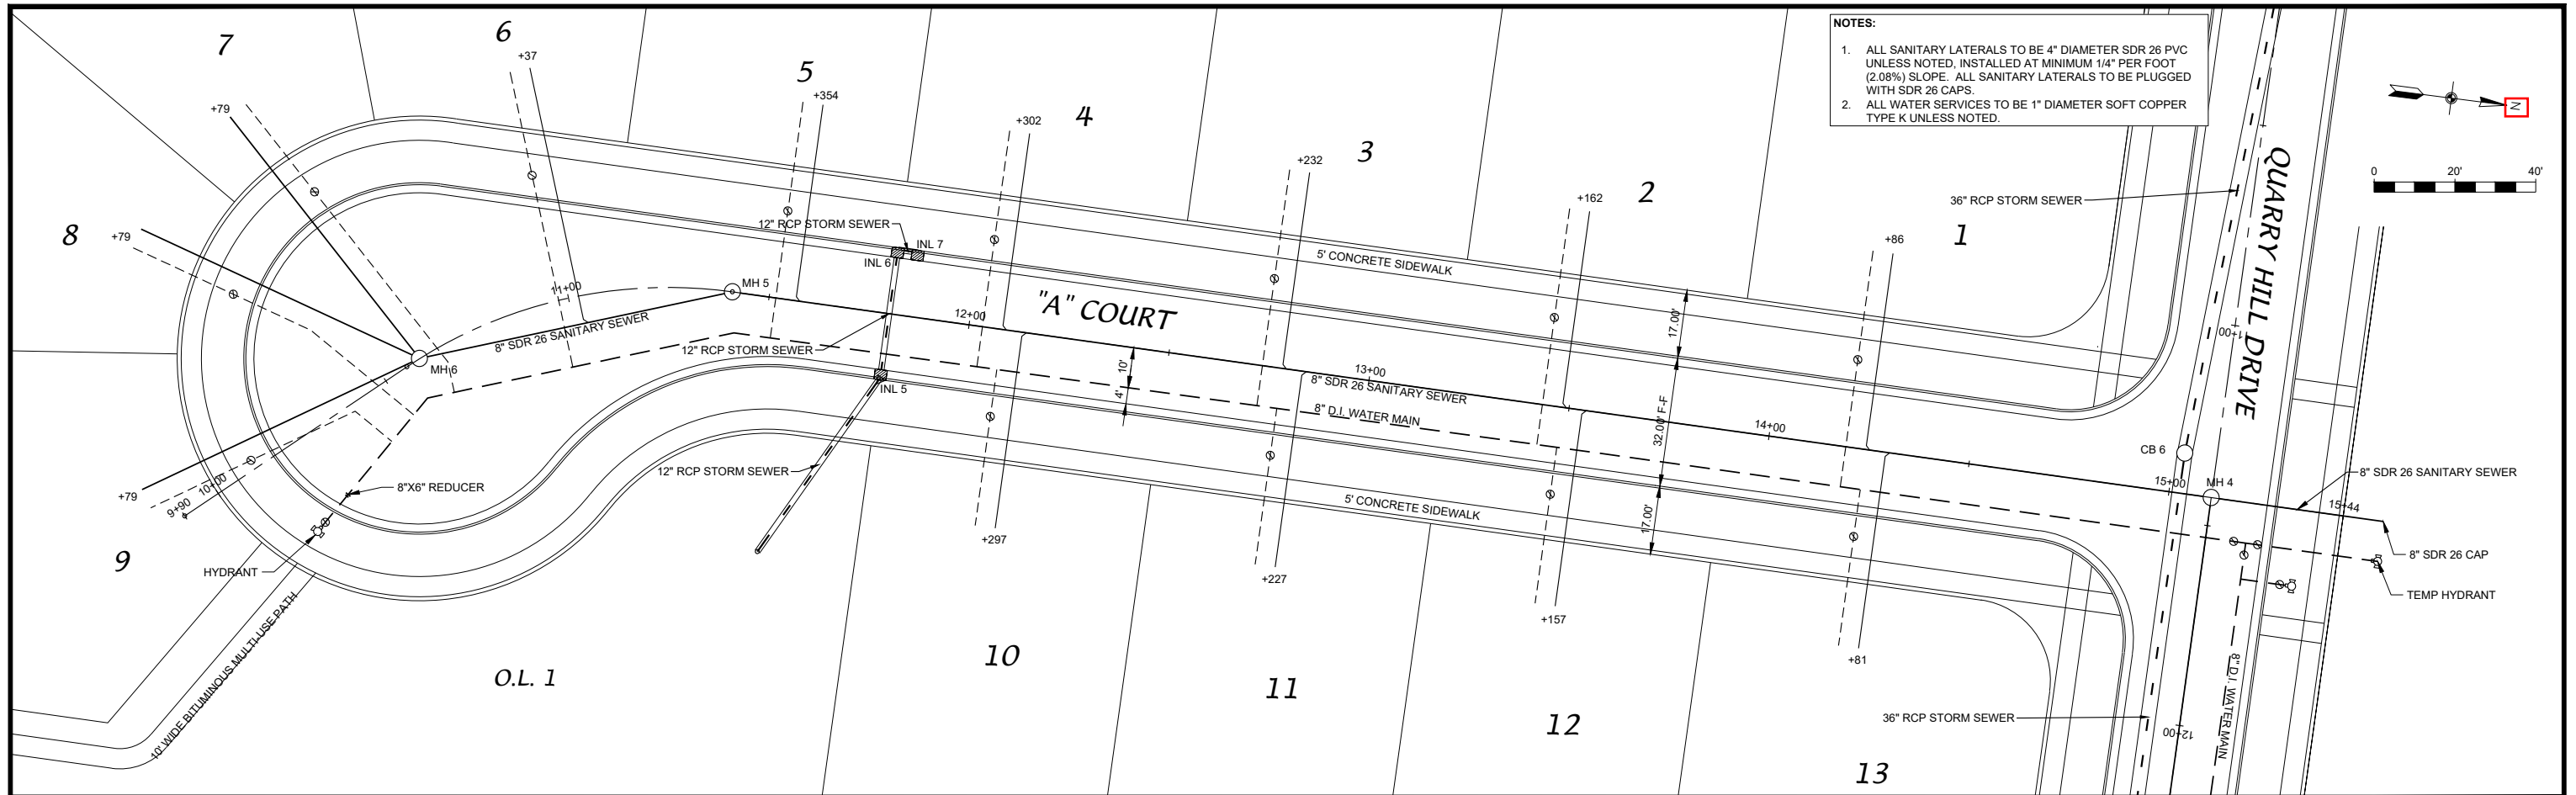 NOTES:
1. ALL SANITARY LATERALS TO BE 4" DIAMETER SDR 26 PVC
UNLESS NOTED, INSTALLED AT MINIMUM 1/4" PER FOOT
(2.08%) SLOPE. ALL SANITARY LATERALS TO BE PLUGGED
WITH SDR 26 CAPS.
2. ALL WATER SERVICES TO BE 1" DIAMETER SOFT COPPER
TYPE K UNLESS NOTED.
N
0 20' 40'
7
6
5
4
3
2
1
8
9
10
11
12
13
O.L. 1
+79
+37
+354
+302
+232
+162
+86
+79
+79
+297
+227
+157
+81
12" RCP STORM SEWER
INL 7
INL 6
MH 5
11+00
8" SDR 26 SANITARY SEWER
MH 6
12" RCP STORM SEWER
INL 5
12+00
"A" COURT
5' CONCRETE SIDEWALK
17.00'
10'
4'
13+00
8" SDR 26 SANITARY SEWER
8" D.I. WATER MAIN
32.00' F-F
14+00
17.00'
5' CONCRETE SIDEWALK
12" RCP STORM SEWER
8"X6" REDUCER
10+00
9+90
HYDRANT
10' WIDE BITUMINOUS MULTI-USE PATH
36" RCP STORM SEWER
QUARRY HILL DRIVE
11+00
CB 6
15+00
MH 4
8" SDR 26 SANITARY SEWER
15+44
8" SDR 26 CAP
TEMP HYDRANT
8" D.I. WATER MAIN
36" RCP STORM SEWER
12+00